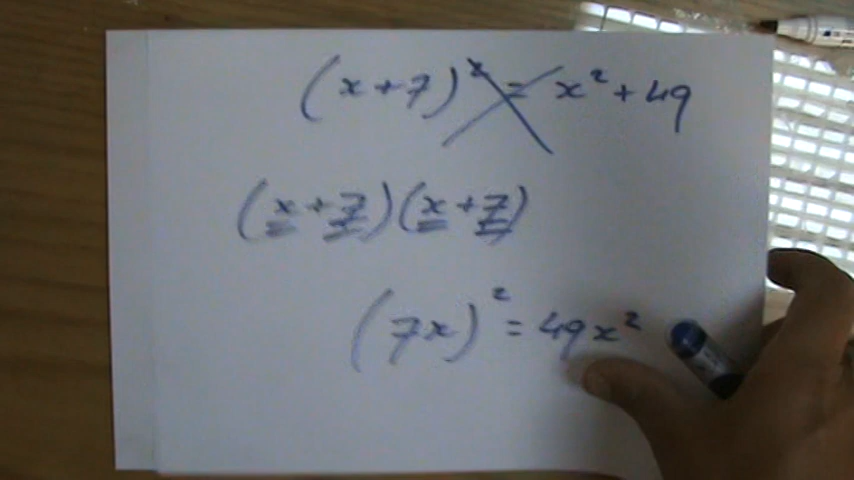 (x+7)² = x² + 49
(x+7)(x+7)
(7x)² = 49x²